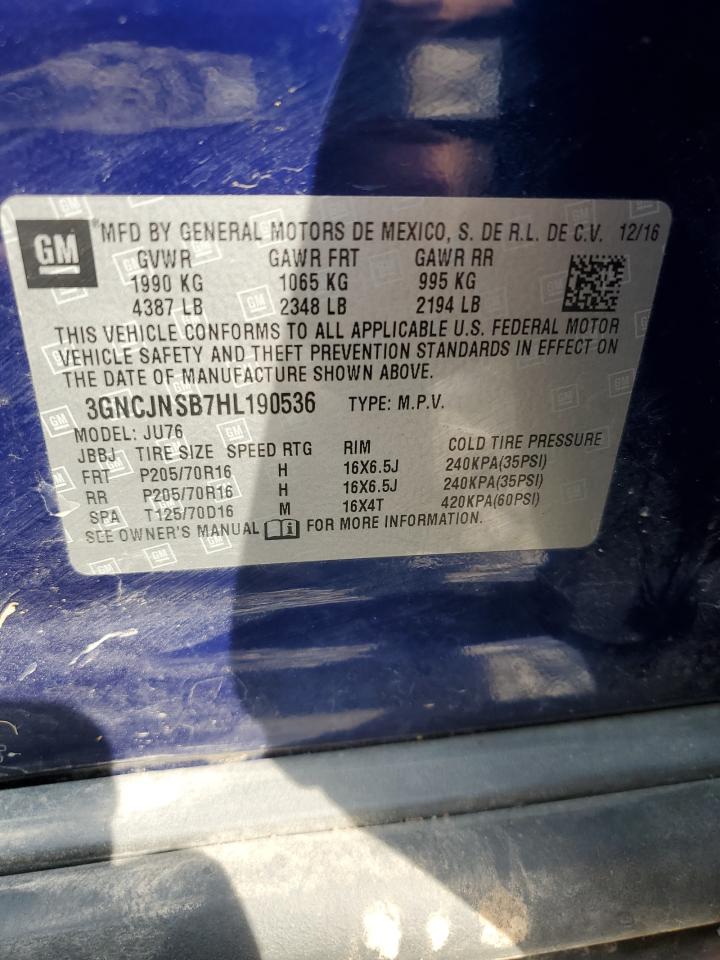 GM
MFD BY GENERAL MOTORS DE MEXICO, S. DE R.L. DE C.V. 12/16
GVWR GAWR FRT GAWR RR
1990 KG 1065 KG 995 KG
4387 LB 2348 LB 2194 LB
THIS VEHICLE CONFORMS TO ALL APPLICABLE U.S. FEDERAL MOTOR
VEHICLE SAFETY AND THEFT PREVENTION STANDARDS IN EFFECT ON
THE DATE OF MANUFACTURE SHOWN ABOVE.
3GNCJNSB7HL190536 TYPE: M.P.V.
MODEL: JU76
JBBJ TIRE SIZE SPEED RTG RIM COLD TIRE PRESSURE
FRT P205/70R16 H 16X6.5J 240KPA(35PSI)
RR P205/70R16 H 16X6.5J 240KPA(35PSI)
SPA T125/70D16 M 16X4T 420KPA(60PSI)
SEE OWNER'S MANUAL FOR MORE INFORMATION.